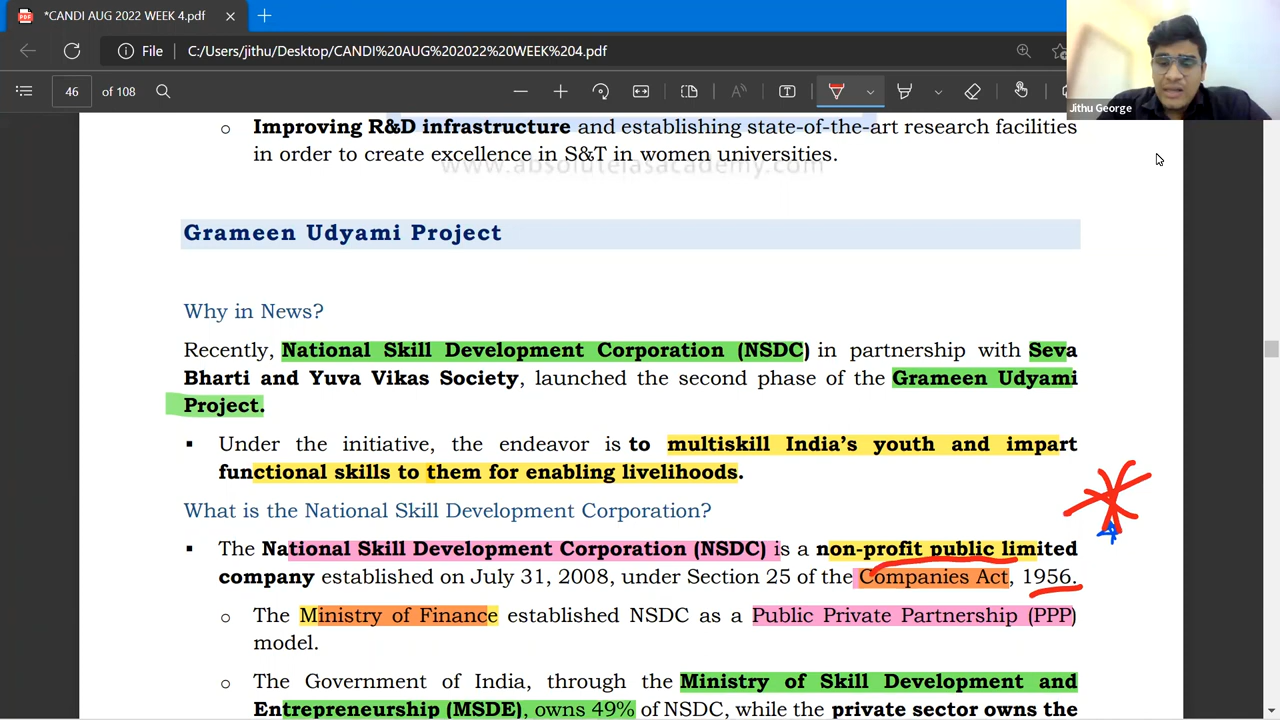 *CANDI AUG 2022 WEEK 4.pdf
File C:/Users/jithu/Desktop/CANDI%20AUG%202022%20WEEK%204.pdf
46 of 108
Jithu George
o Improving R&D infrastructure and establishing state-of-the-art research facilities
in order to create excellence in S&T in women universities.
www.absoluteiasacademy.com
Grameen Udyami Project
Why in News?
Recently, National Skill Development Corporation (NSDC) in partnership with Seva
Bharti and Yuva Vikas Society, launched the second phase of the Grameen Udyami
Project.
▪ Under the initiative, the endeavor is to multiskill India's youth and impart
functional skills to them for enabling livelihoods.
What is the National Skill Development Corporation?
▪ The National Skill Development Corporation (NSDC) is a non-profit public limited
company established on July 31, 2008, under Section 25 of the Companies Act, 1956.
o The Ministry of Finance established NSDC as a Public Private Partnership (PPP)
model.
o The Government of India, through the Ministry of Skill Development and
Entrepreneurship (MSDE), owns 49% of NSDC, while the private sector owns the